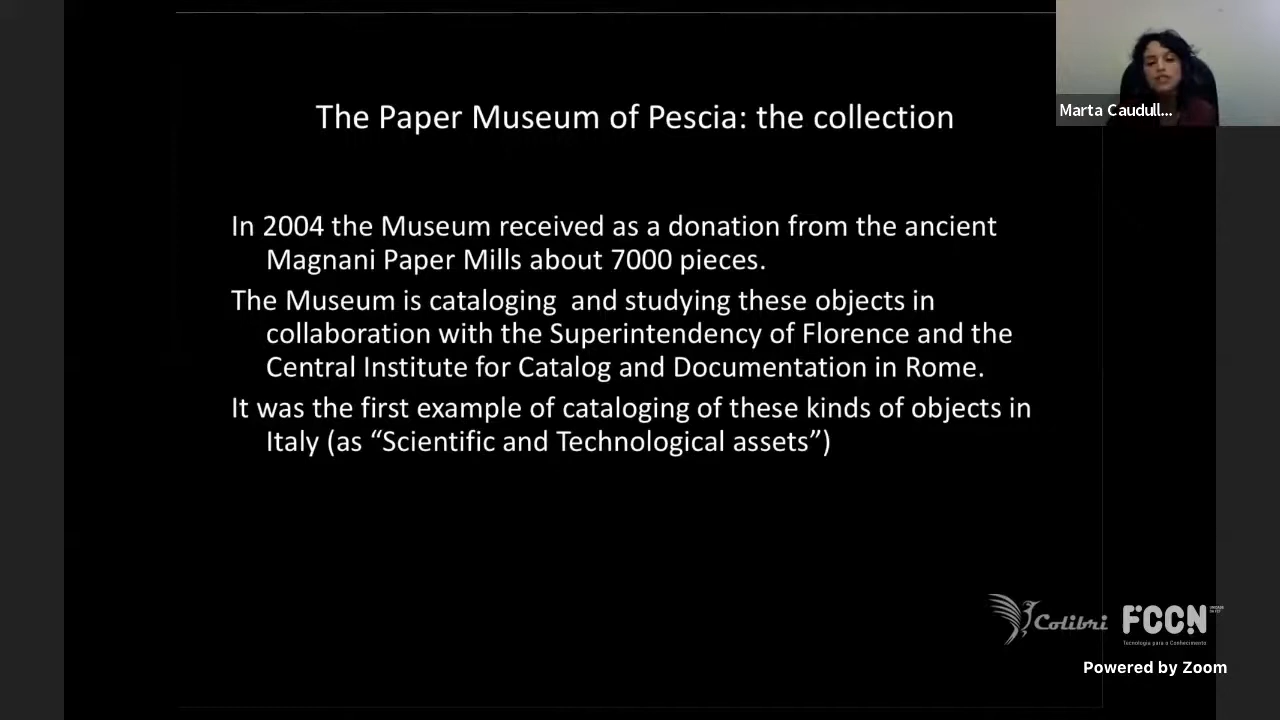 The Paper Museum of Pescia: the collection
Marta Caudull...
In 2004 the Museum received as a donation from the ancient
Magnani Paper Mills about 7000 pieces.
The Museum is cataloging  and studying these objects in
collaboration with the Superintendency of Florence and the
Central Institute for Catalog and Documentation in Rome.
It was the first example of cataloging of these kinds of objects in
Italy (as “Scientific and Technological assets”)
Colibri
FCCN
Tecnologia para o Conhecimento
Powered by Zoom